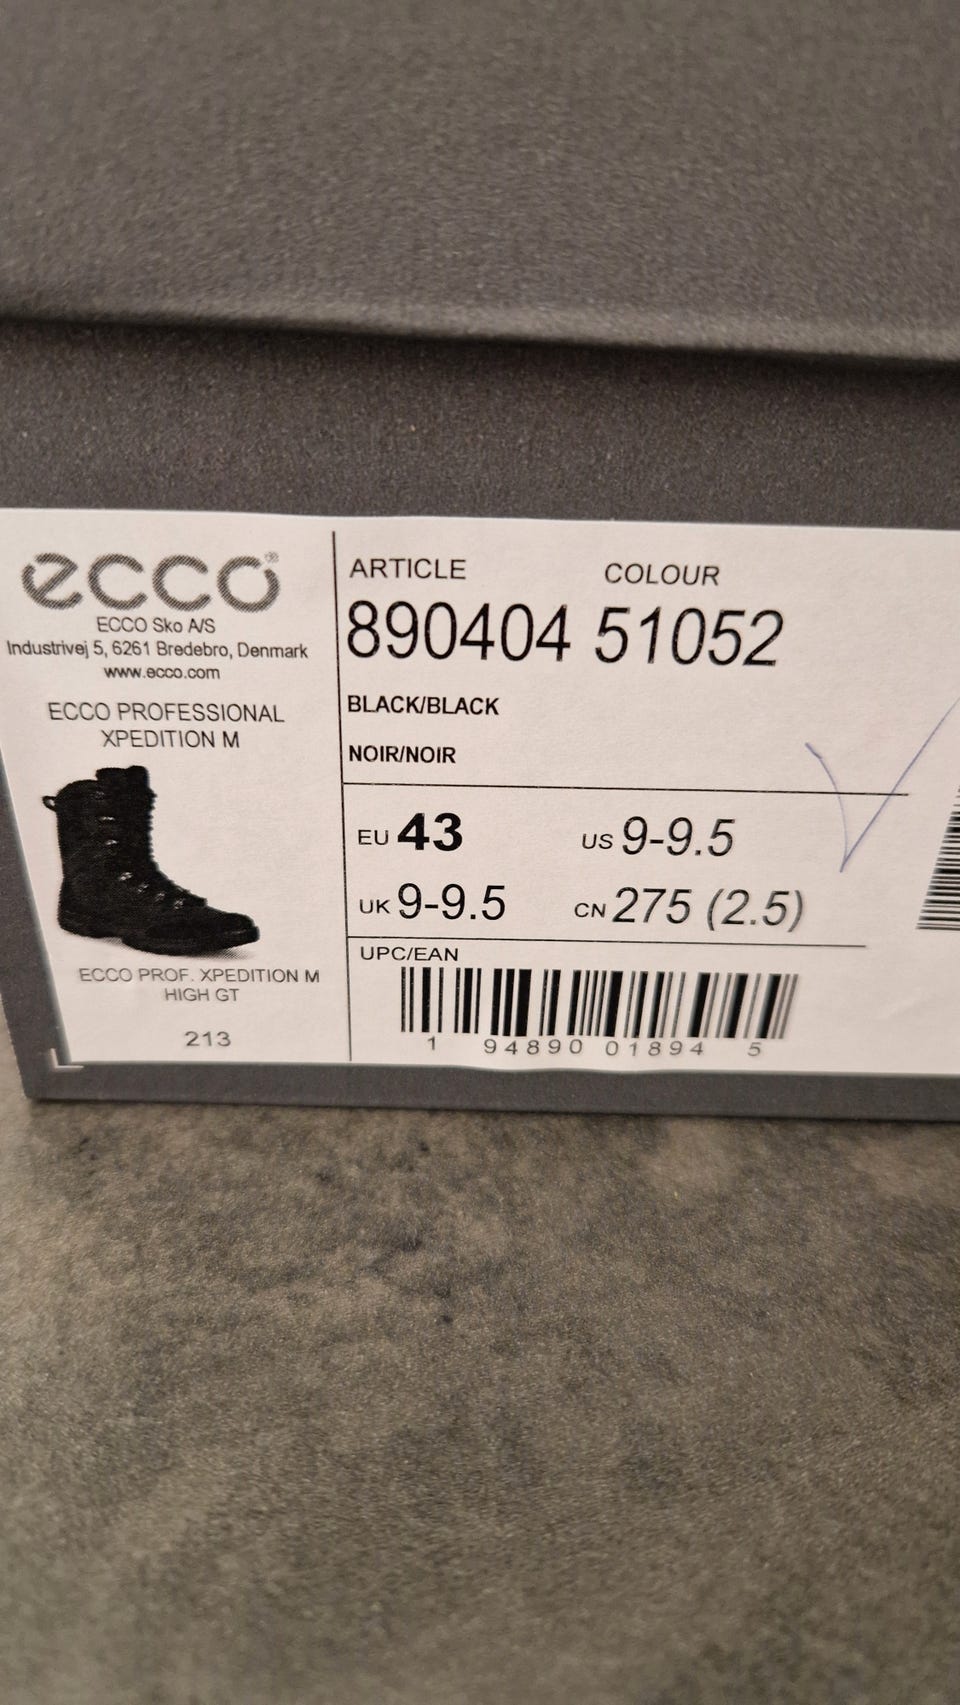 ecco®
ECCO Sko A/S
Industrivej 5, 6261 Bredebro, Denmark
www.ecco.com
ECCO PROFESSIONAL
XPEDITION M
ECCO PROF. XPEDITION M
HIGH GT
213
ARTICLE COLOUR
890404 51052
BLACK/BLACK
NOIR/NOIR
EU 43 US 9-9.5
UK 9-9.5 CN 275 (2.5)
UPC/EAN
1 94890 01894 5